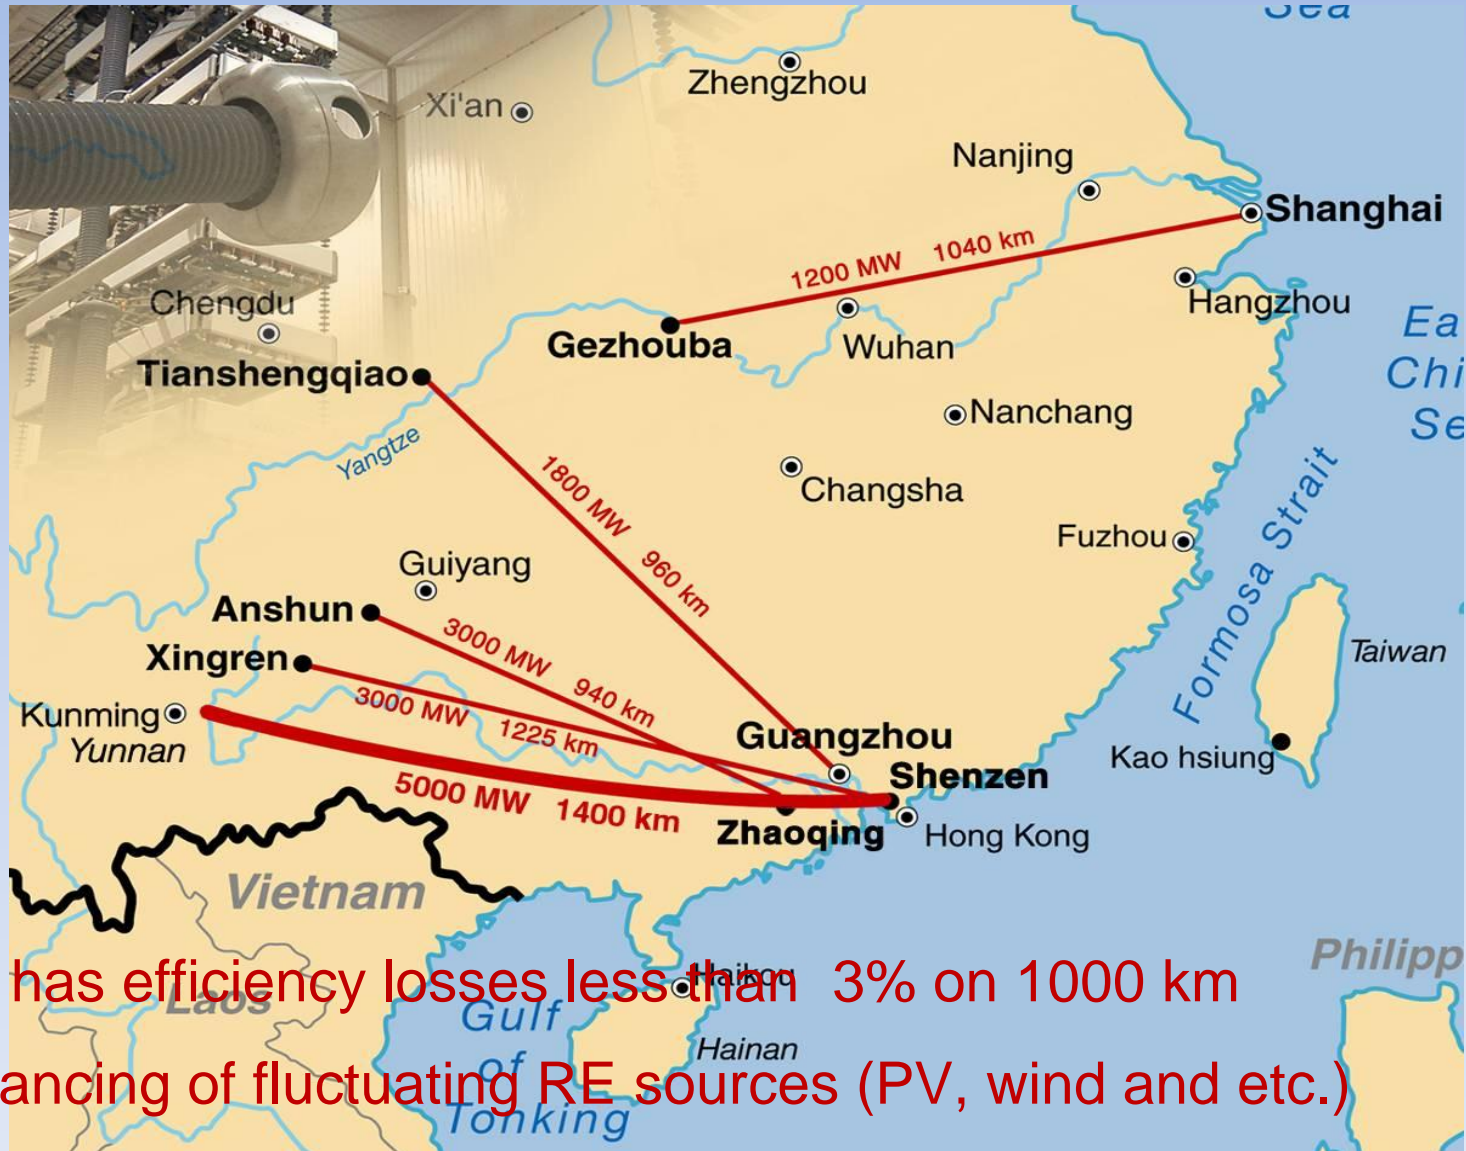 Sea
Zhengzhou
Xi'an
Nanjing
Shanghai
1200 MW 1040 km
Hangzhou
Chengdu
Gezhouba
Wuhan
Ea
Chi
Se
Tianshengqiao
Nanchang
Yangtze
Changsha
1800 MW 960 km
Formosa Strait
Fuzhou
Guiyang
Anshun
3000 MW 940 km
Xingren
Taiwan
3000 MW 1225 km
Kunming
Yunnan
Guangzhou
Kao hsiung
Shenzen
5000 MW 1400 km
Zhaoqing
Hong Kong
Vietnam
Philipp
has efficiency losses less than 3% on 1000 km
Haikou
Laos
Gulf
of
Tonking
Hainan
ancing of fluctuating RE sources (PV, wind and etc.)